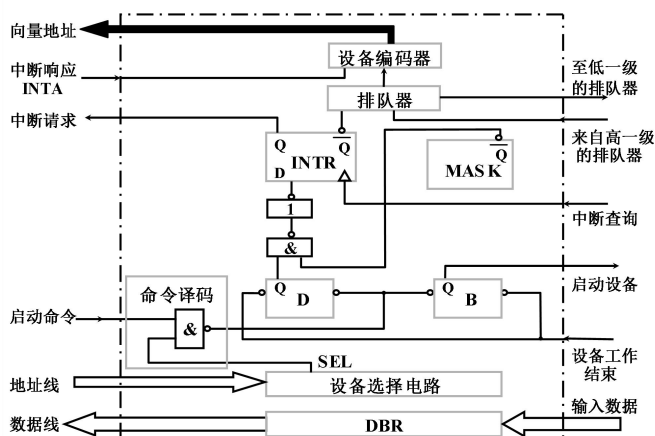 向量地址
设备编码器
中断响应
INTA
至低一级
的排队器
排队器
中断请求
来自高一级
的排队器
Q
Q
INTR
D
Q
MASK
1
中断查询
&
命令译码
Q
D
Q
B
启动设备
启动命令
&
设备工作
结束
SEL
地址线
设备选择电路
输入数据
数据线
DBR